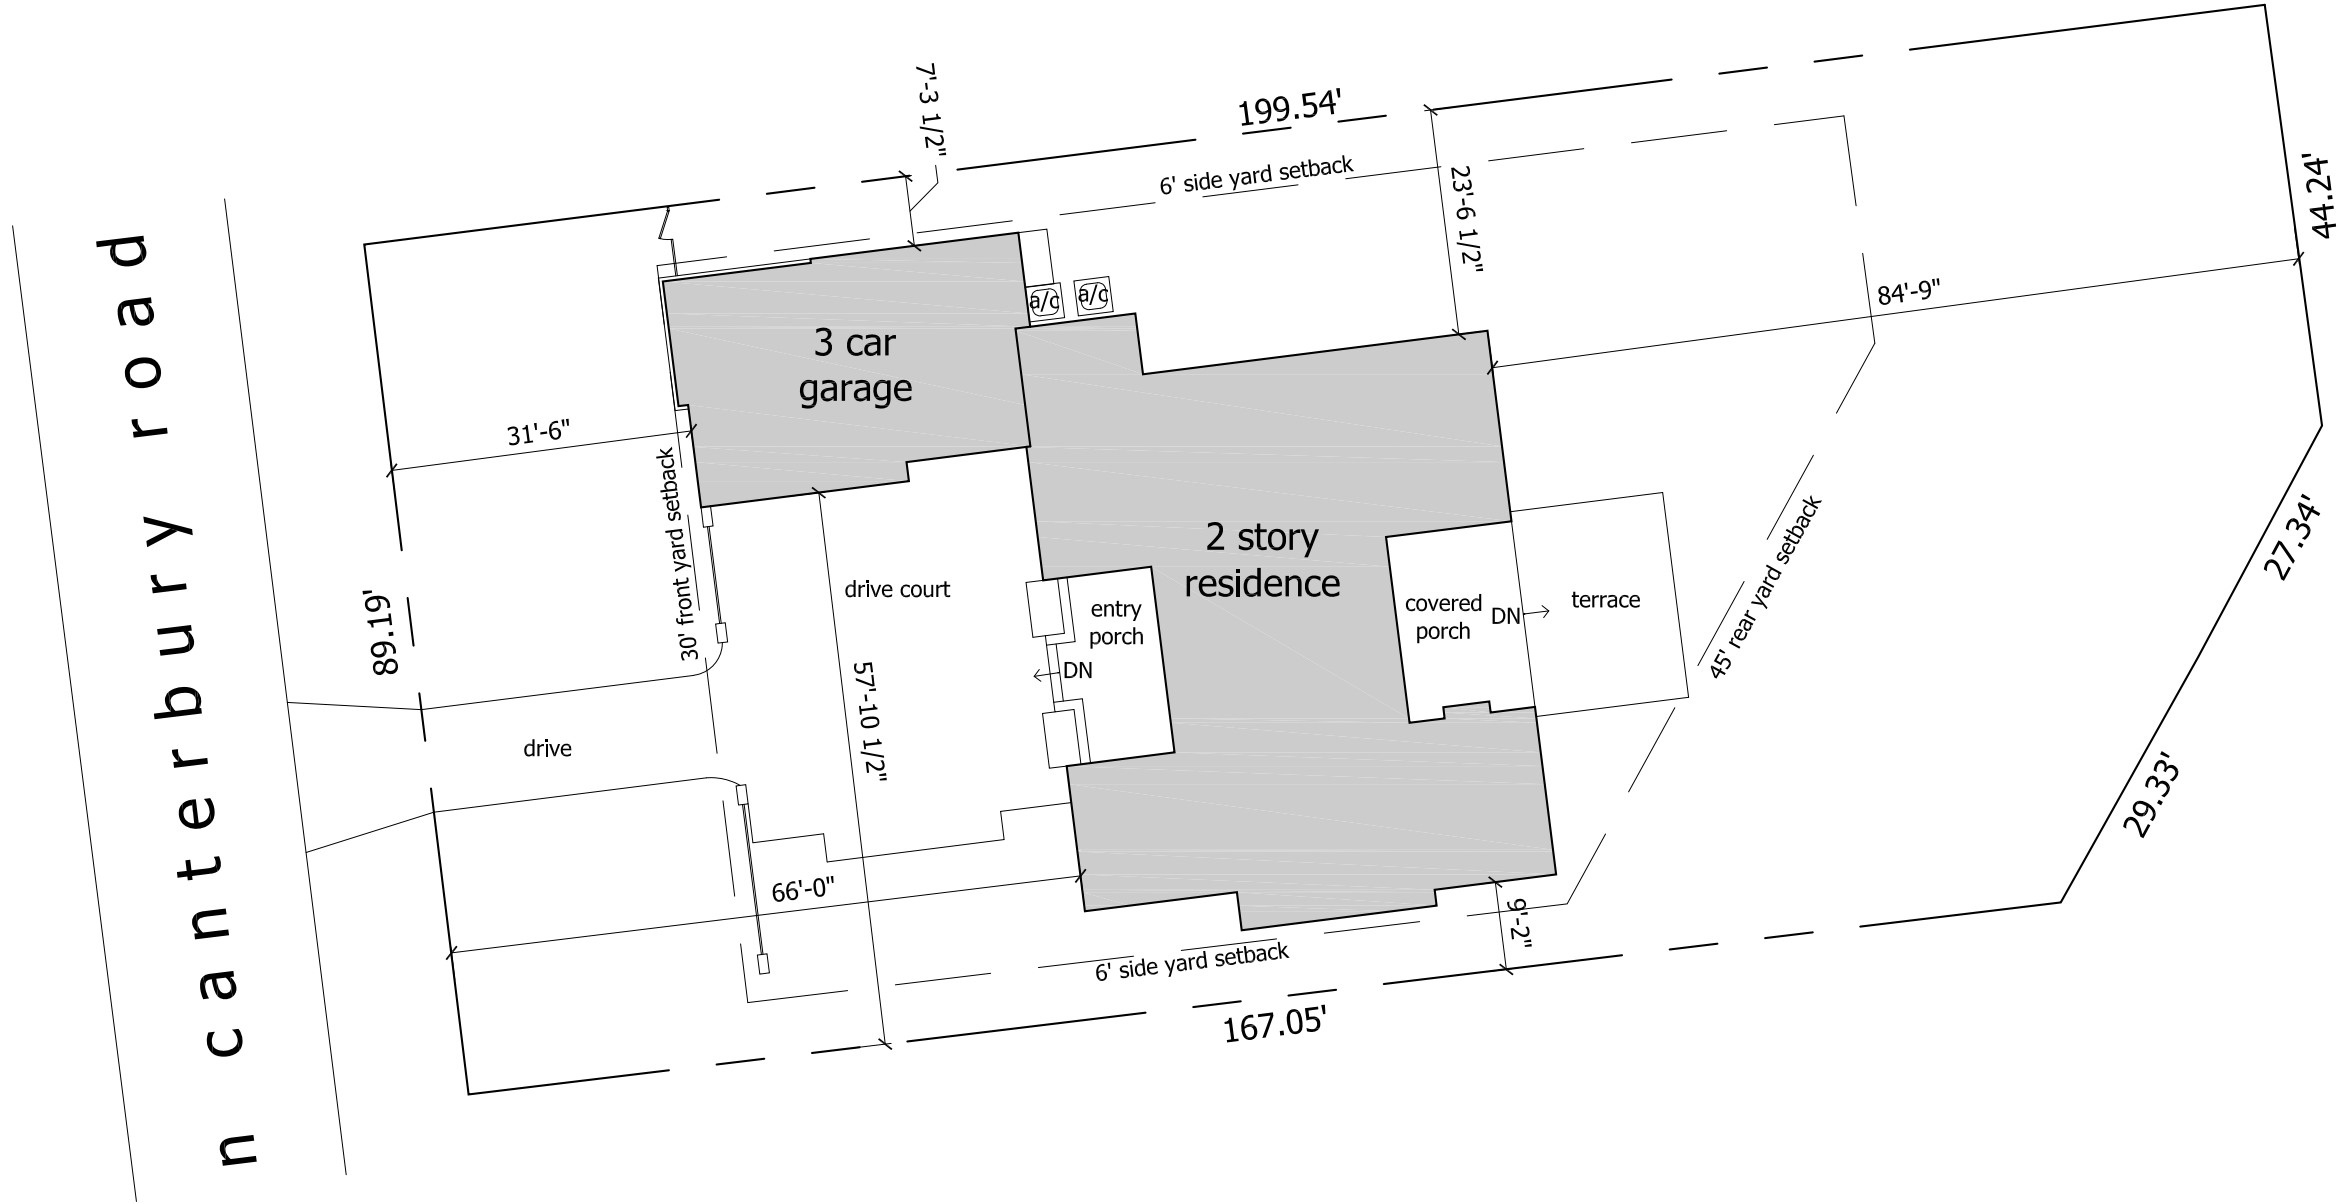 n canterbury road
7'-3 1/2"
199.54'
6' side yard setback
23'-6 1/2"
44.24'
84'-9"
a/c
a/c
3 car
garage
31'-6"
30' front yard setback
89.19'
2 story
residence
drive court
entry
porch
covered
porch
DN
terrace
45' rear yard setback
27.34'
DN
57'-10 1/2"
drive
29.33'
66'-0"
9'-2"
6' side yard setback
167.05'